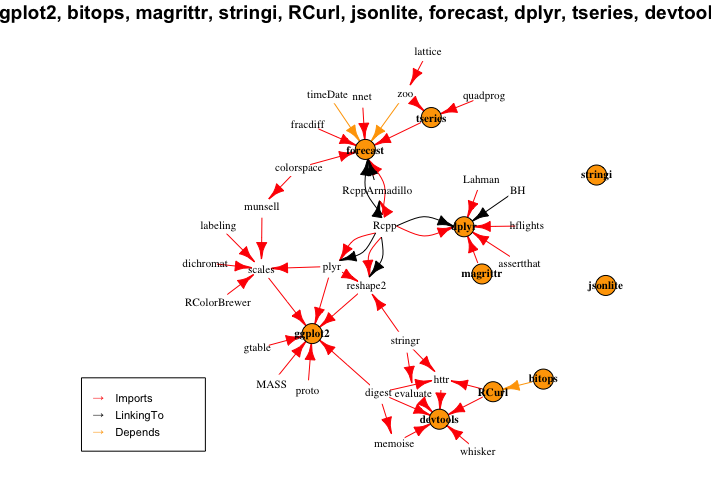 gplot2, bitops, magrittr, stringi, RCurl, jsonlite, forecast, dplyr, tseries, devtool
lattice
timeDate
nnet
zoo
quadprog
fracdiff
tseries
forecast
colorspace
stringi
RcppArmadillo
Lahman
BH
munsell
labeling
Rcpp
dplyr
hflights
dichromat
scales
plyr
assertthat
magrittr
RColorBrewer
reshape2
jsonlite
ggplot2
gtable
stringr
MASS
proto
digest
evaluate
httr
RCurl
bitops
devtools
memoise
whisker
→ Imports
→ LinkingTo
→ Depends